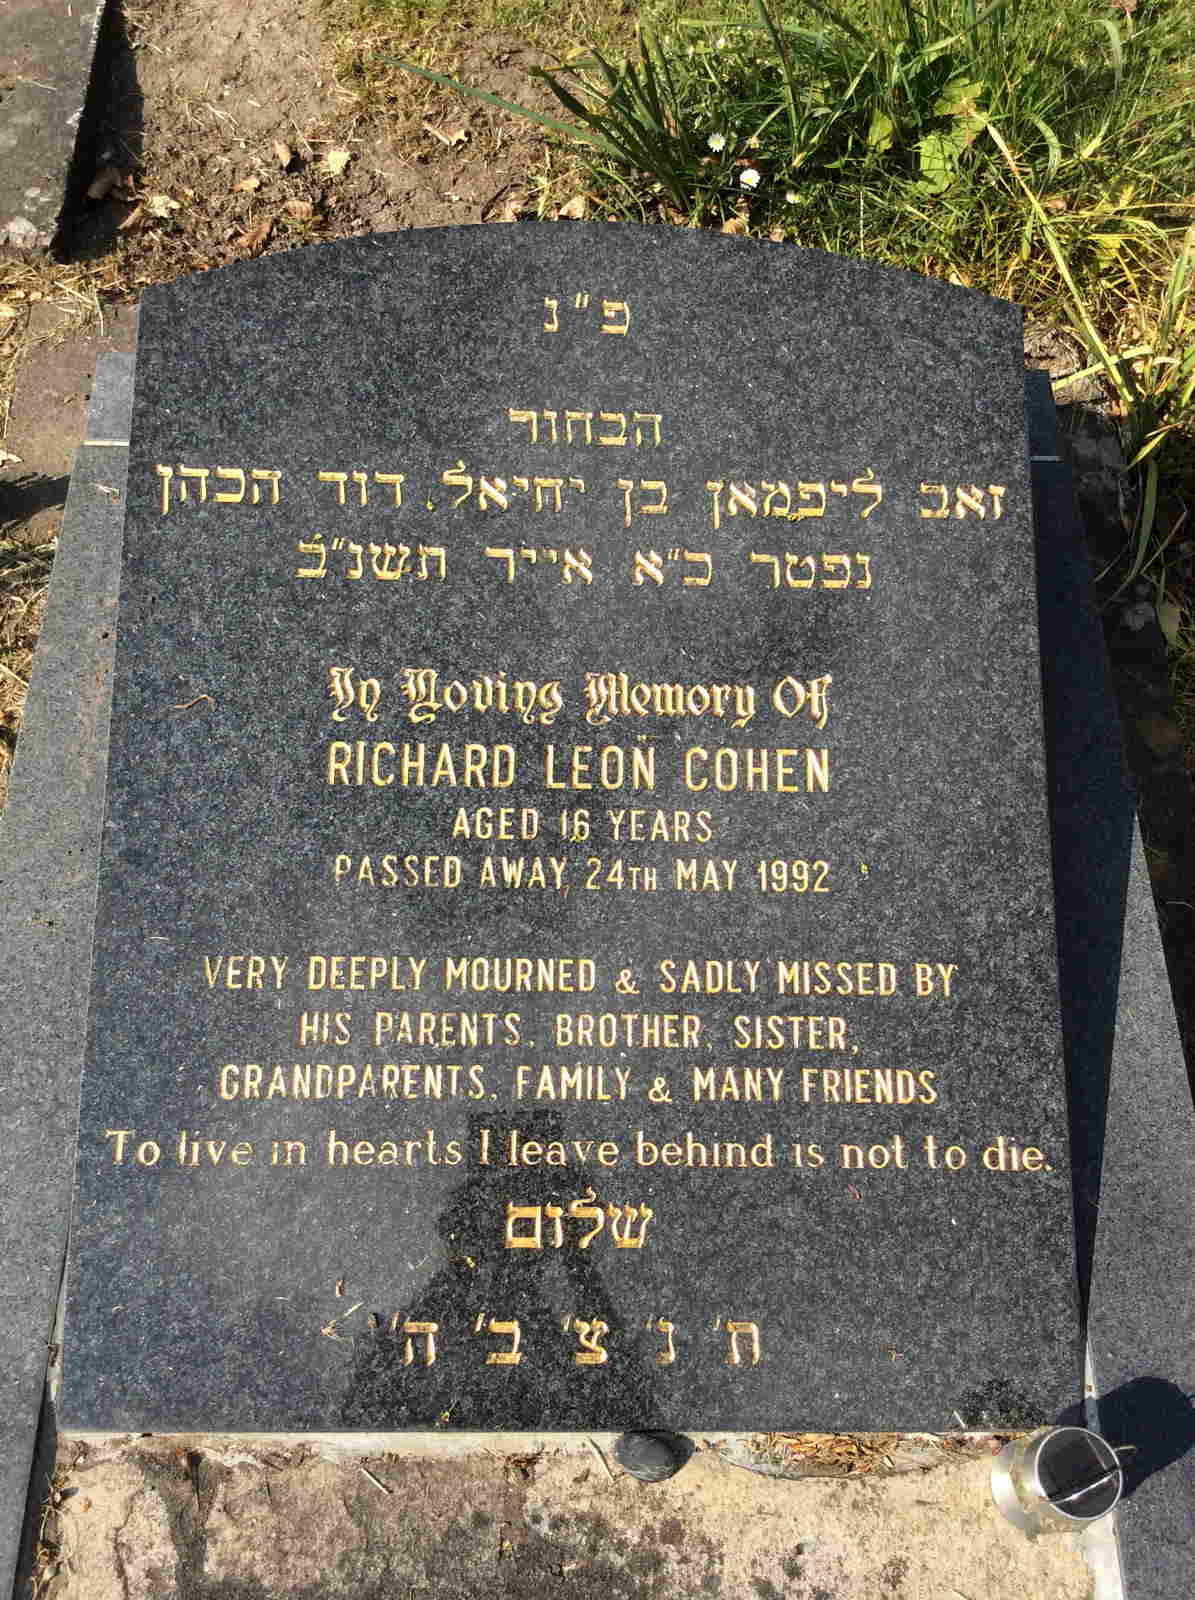 פ"נ
הבחור
זאב ליפמאן בן יחיאל דוד הכהן
נפטר כ"א אייר תשנ"ב
In Loving Memory Of
RICHARD LEON COHEN
AGED 16 YEARS
PASSED AWAY 24TH MAY 1992
VERY DEEPLY MOURNED & SADLY MISSED BY
HIS PARENTS, BROTHER, SISTER,
GRANDPARENTS, FAMILY & MANY FRIENDS
To live in hearts I leave behind is not to die.
שלום
ת' נ' צ' ב' ה'